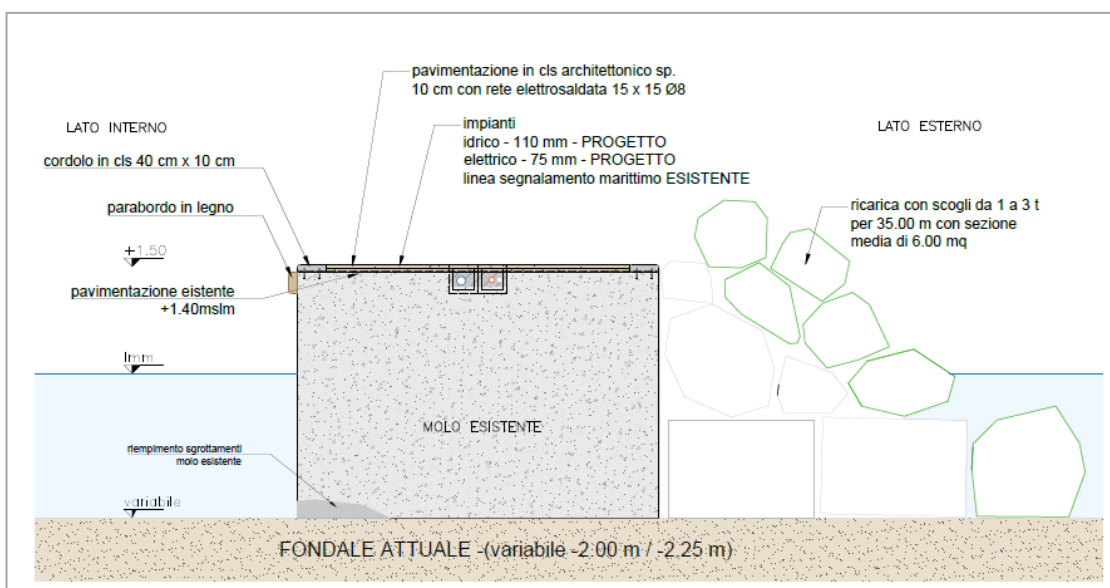 pavimentazione in cls architettonico sp.
10 cm con rete elettrosaldata 15 x 15 Ø8
LATO INTERNO
impianti
idrico - 110 mm - PROGETTO
elettrico - 75 mm - PROGETTO
linea segnalamento marittimo ESISTENTE
LATO ESTERNO
cordolo in cls 40 cm x 10 cm
parabordo in legno
ricarica con scogli da 1 a 3 t
per 35.00 m con sezione
media di 6.00 mq
+1.50
pavimentazione eistente
+1.40mslm
lmm
MOLO ESISTENTE
riempimento sgrottamenti
molo esistente
variabile
FONDALE ATTUALE -(variabile -2.00 m / -2.25 m)